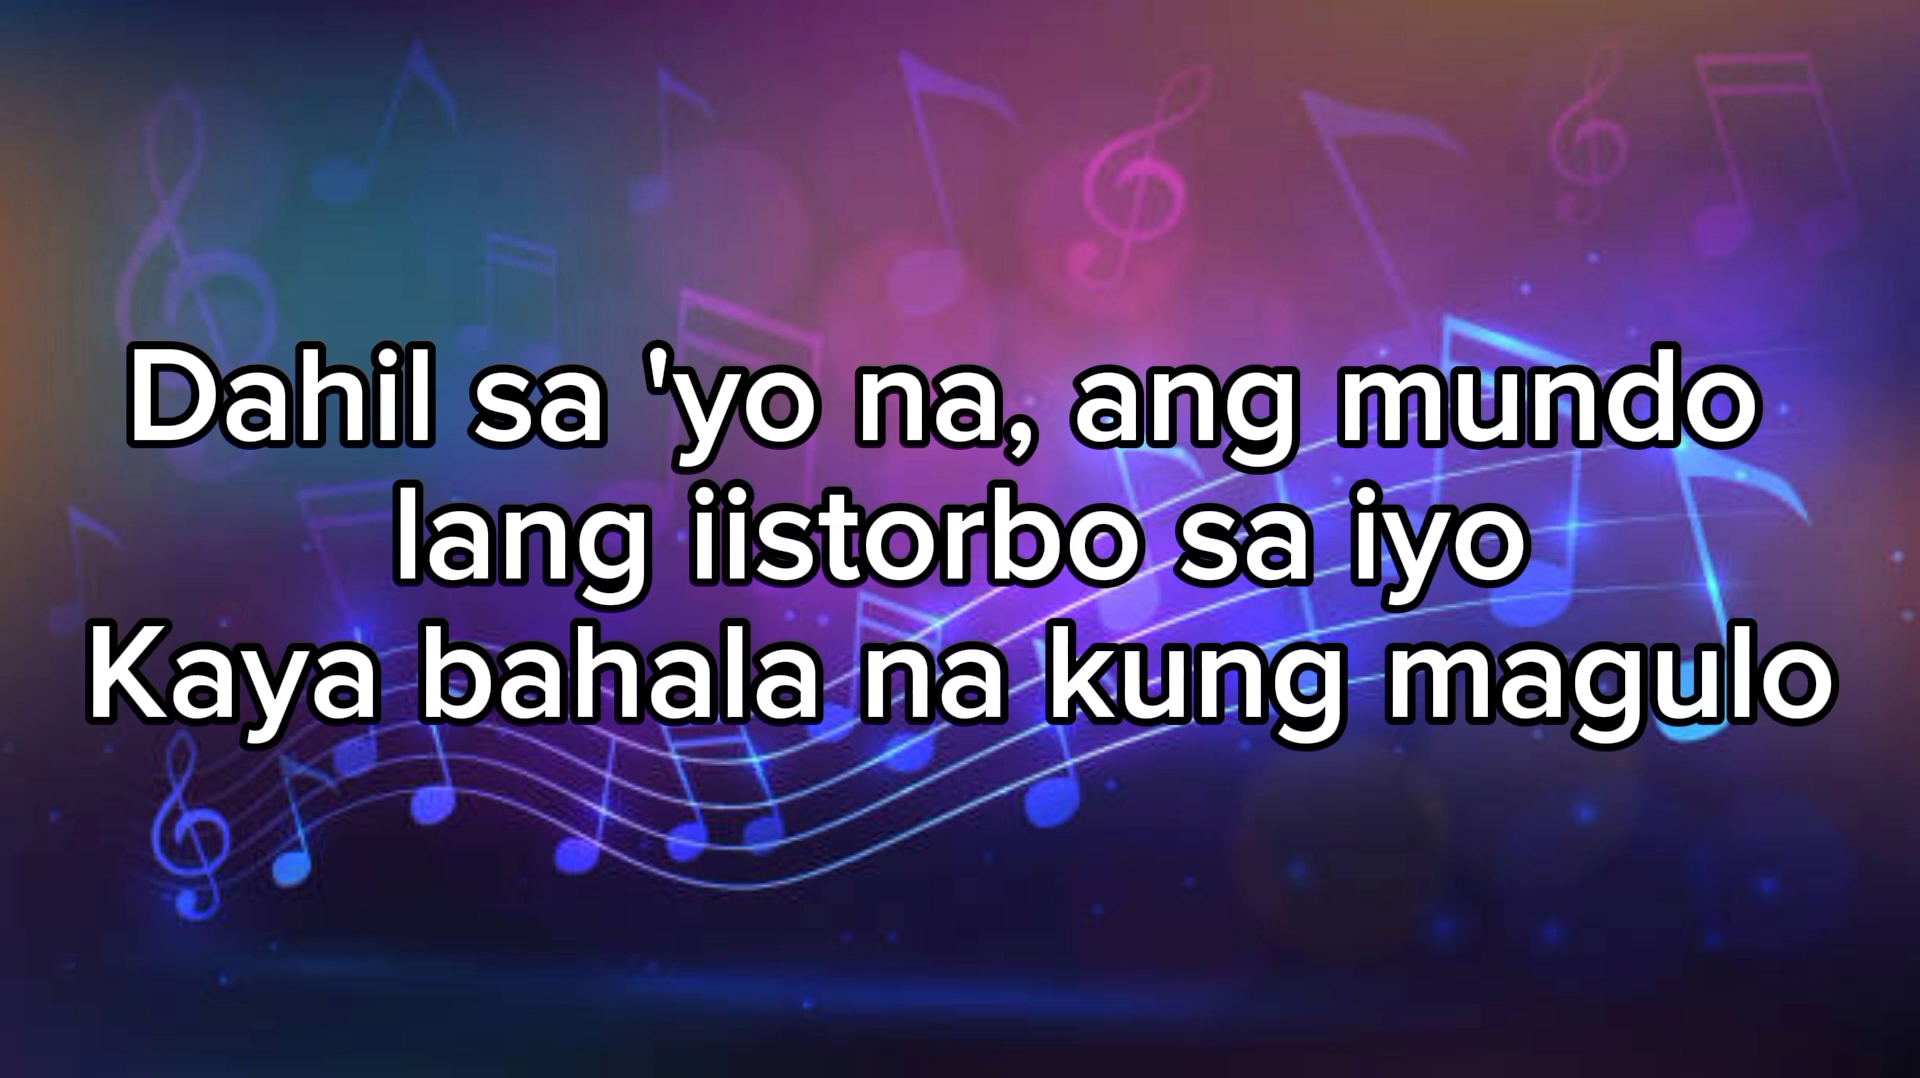 Dahil sa 'yo na, ang mundo
lang iistorbo sa iyo
Kaya bahala na kung magulo